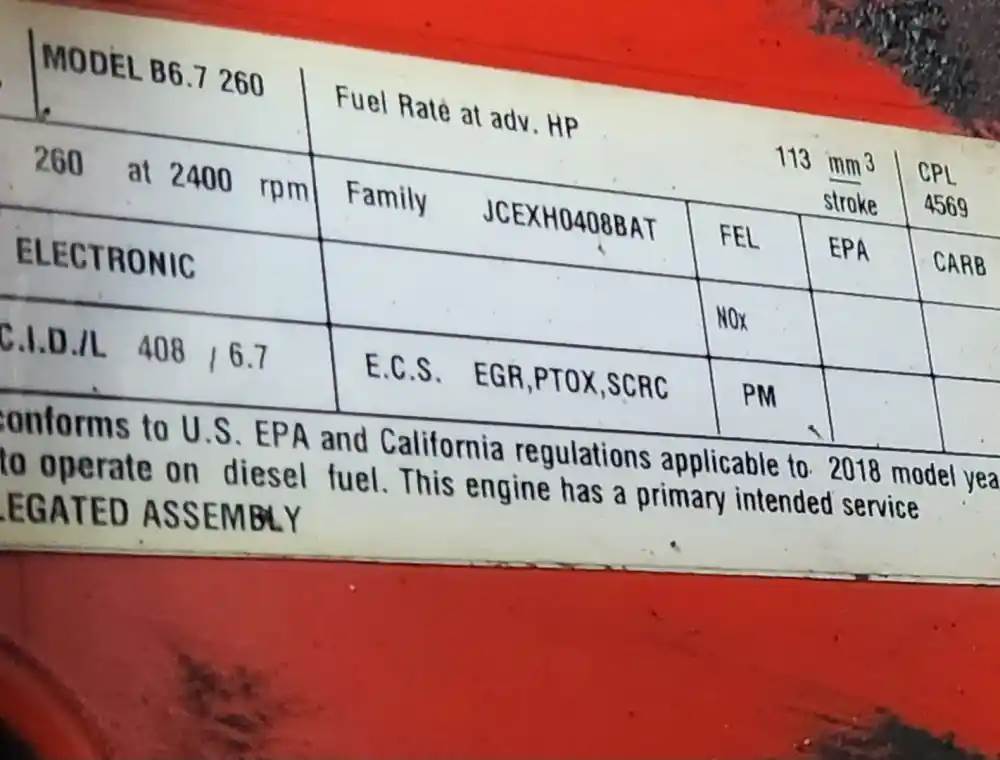 MODEL B6.7 260 Fuel Rate at adv. HP 113 mm3 CPL
stroke 4569
260 at 2400 rpm Family JCEXH0408BAT FEL EPA CARB
ELECTRONIC NOx
C.I.D./L 408 / 6.7 E.C.S. EGR,PTOX,SCRC PM
conforms to U.S. EPA and California regulations applicable to 2018 model yea
to operate on diesel fuel. This engine has a primary intended service
LEGATED ASSEMBLY